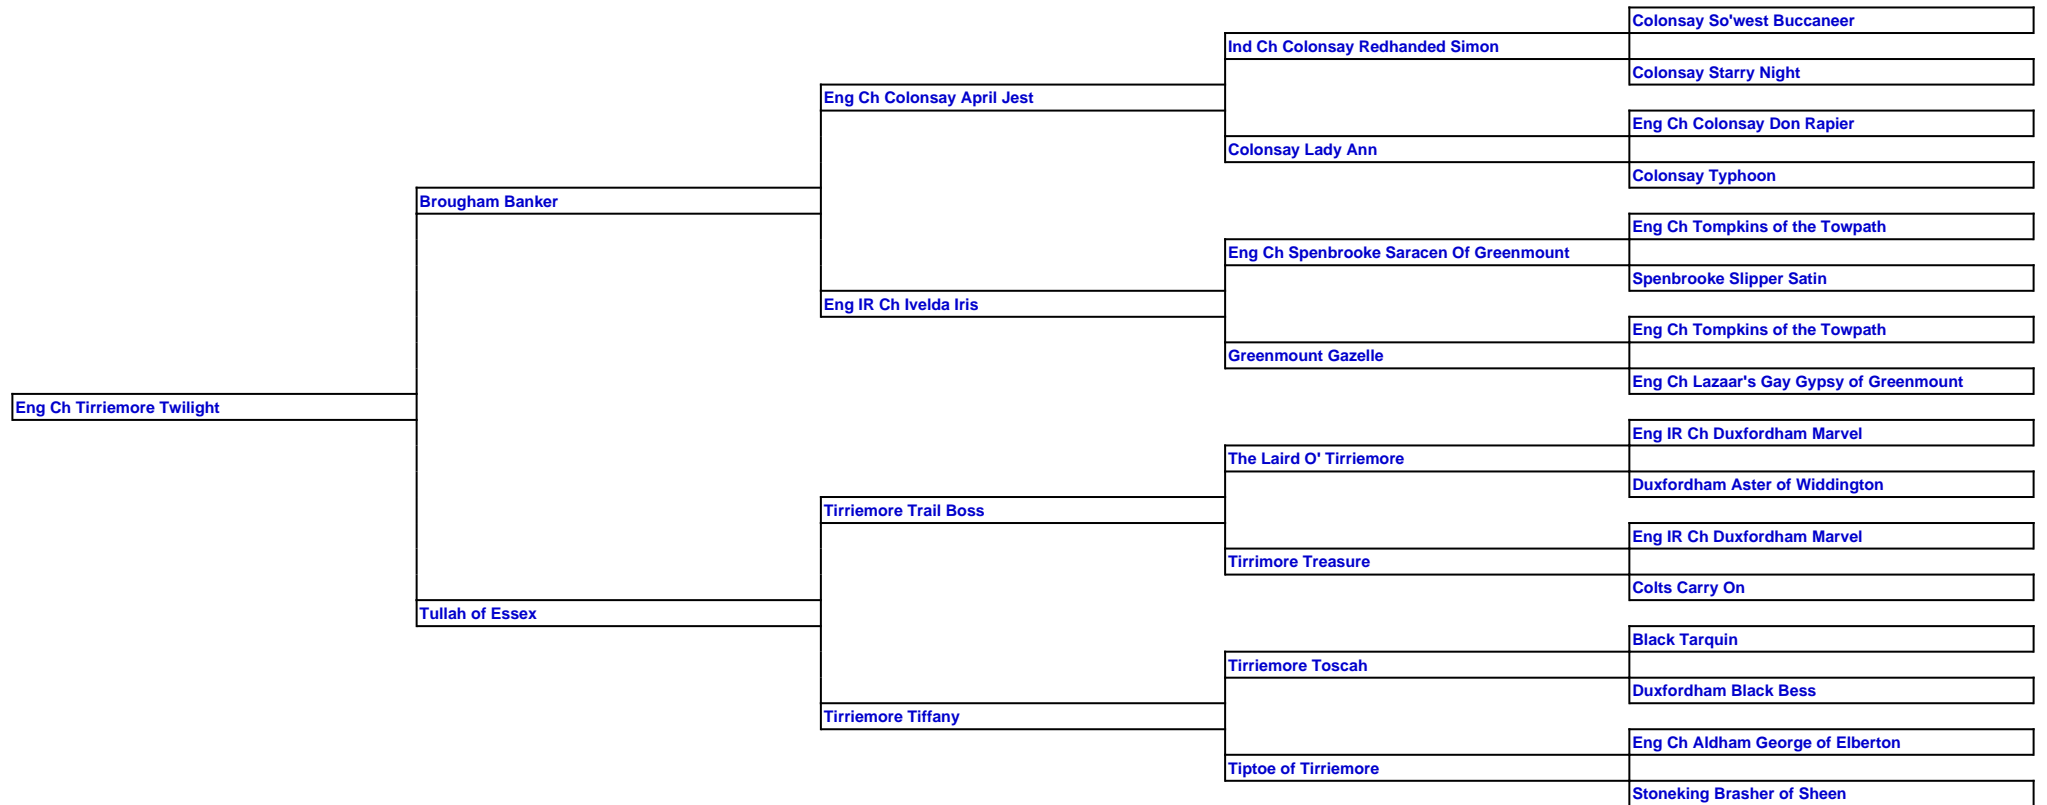 Colonsay So'west Buccaneer
Ind Ch Colonsay Redhanded Simon
Colonsay Starry Night
Eng Ch Colonsay April Jest
Eng Ch Colonsay Don Rapier
Colonsay Lady Ann
Colonsay Typhoon
Brougham Banker
Eng Ch Tompkins of the Towpath
Eng Ch Spenbrooke Saracen Of Greenmount
Spenbrooke Slipper Satin
Eng IR Ch Ivelda Iris
Eng Ch Tompkins of the Towpath
Greenmount Gazelle
Eng Ch Lazaar's Gay Gypsy of Greenmount
Eng Ch Tirriemore Twilight
Eng IR Ch Duxfordham Marvel
The Laird O' Tirriemore
Duxfordham Aster of Widdington
Tirriemore Trail Boss
Eng IR Ch Duxfordham Marvel
Tirrimore Treasure
Colts Carry On
Tullah of Essex
Black Tarquin
Tirriemore Toscah
Duxfordham Black Bess
Tirriemore Tiffany
Eng Ch Aldham George of Elberton
Tiptoe of Tirriemore
Stoneking Brasher of Sheen